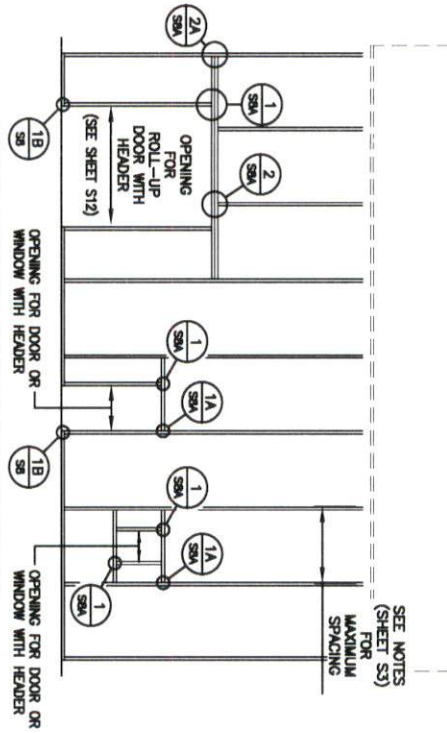 SEE NOTES
(SHEET S3)
FOR
MAXIMUM
SPACING
1
S8A
2
S8A
2A
S8A
OPENING
FOR
ROLL-UP
DOOR WITH
HEADER
(SEE SHEET S12)
1
S8A
1A
S8A
1
S8A
1A
S8A
1
S8A
1B
S8
1B
S8
OPENING FOR DOOR OR
WINDOW WITH HEADER
OPENING FOR DOOR OR
WINDOW WITH HEADER